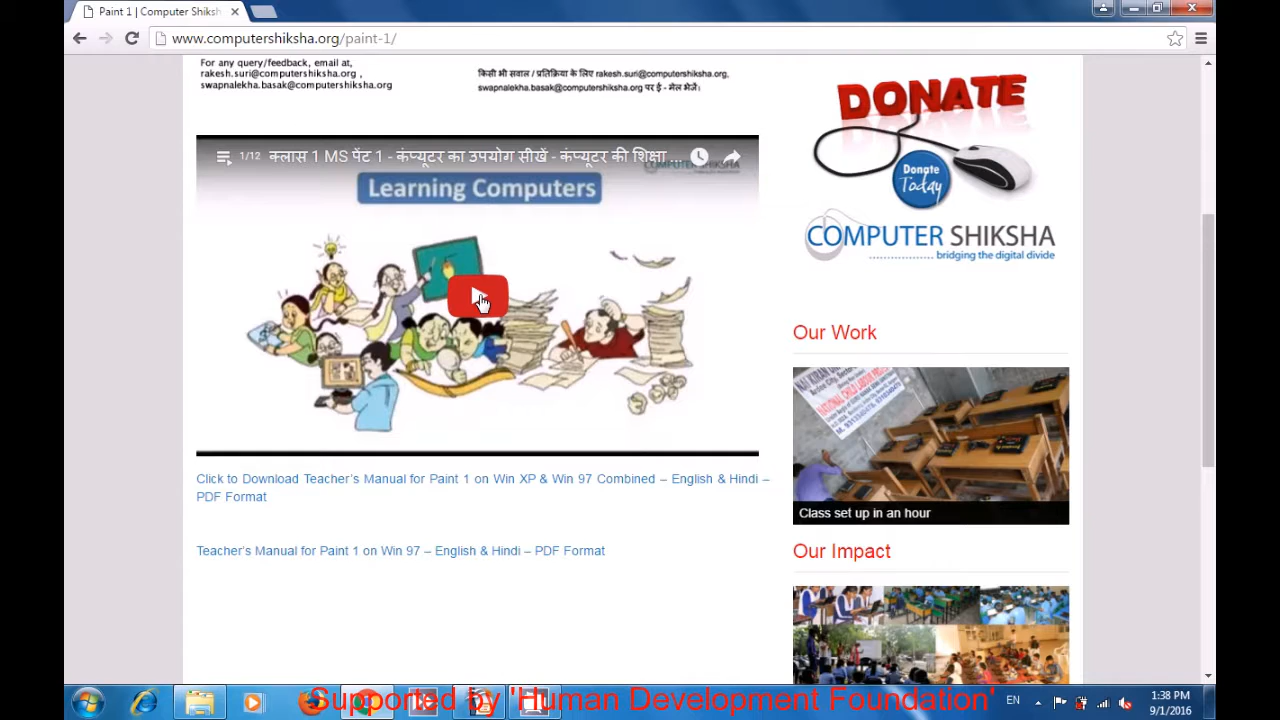 Paint 1 | Computer Shiksh
www.computershiksha.org/paint-1/
For any query/feedback, email at,
rakesh.suri@computershiksha.org ,
swapnalekha.basak@computershiksha.org
किसी भी सवाल / प्रतिक्रिया के लिए rakesh.suri@computershiksha.org,
swapnalekha.basak@computershiksha.org पर ई - मेल भेजें।
1/12 क्लास 1 MS पेंट 1 - कंप्यूटर का उपयोग सीखें - कंप्यूटर की शिक्षा ...
Learning Computers
Click to Download Teacher's Manual for Paint 1 on Win XP & Win 97 Combined – English & Hindi –
PDF Format
Teacher's Manual for Paint 1 on Win 97 – English & Hindi – PDF Format
DONATE
Donate
Today
COMPUTER SHIKSHA
bridging the digital divide
Our Work
NATIONAL CHILD LABOR
Class set up in an hour
Our Impact
Supported by 'Human Development Foundation'
EN
1:38 PM
9/1/2016